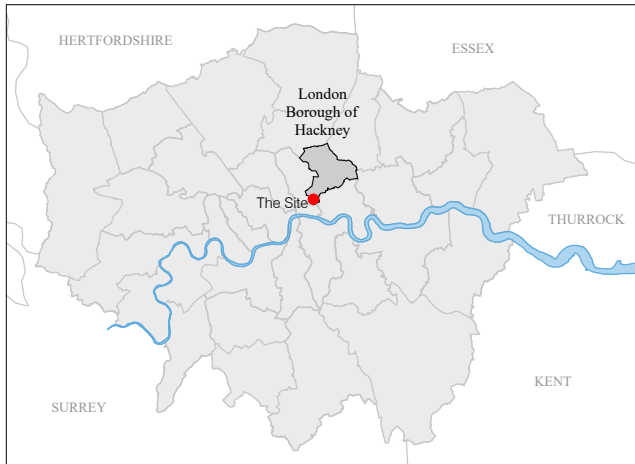 HERTFORDSHIRE
ESSEX
London
Borough of
Hackney
The Site
THURROCK
KENT
SURREY